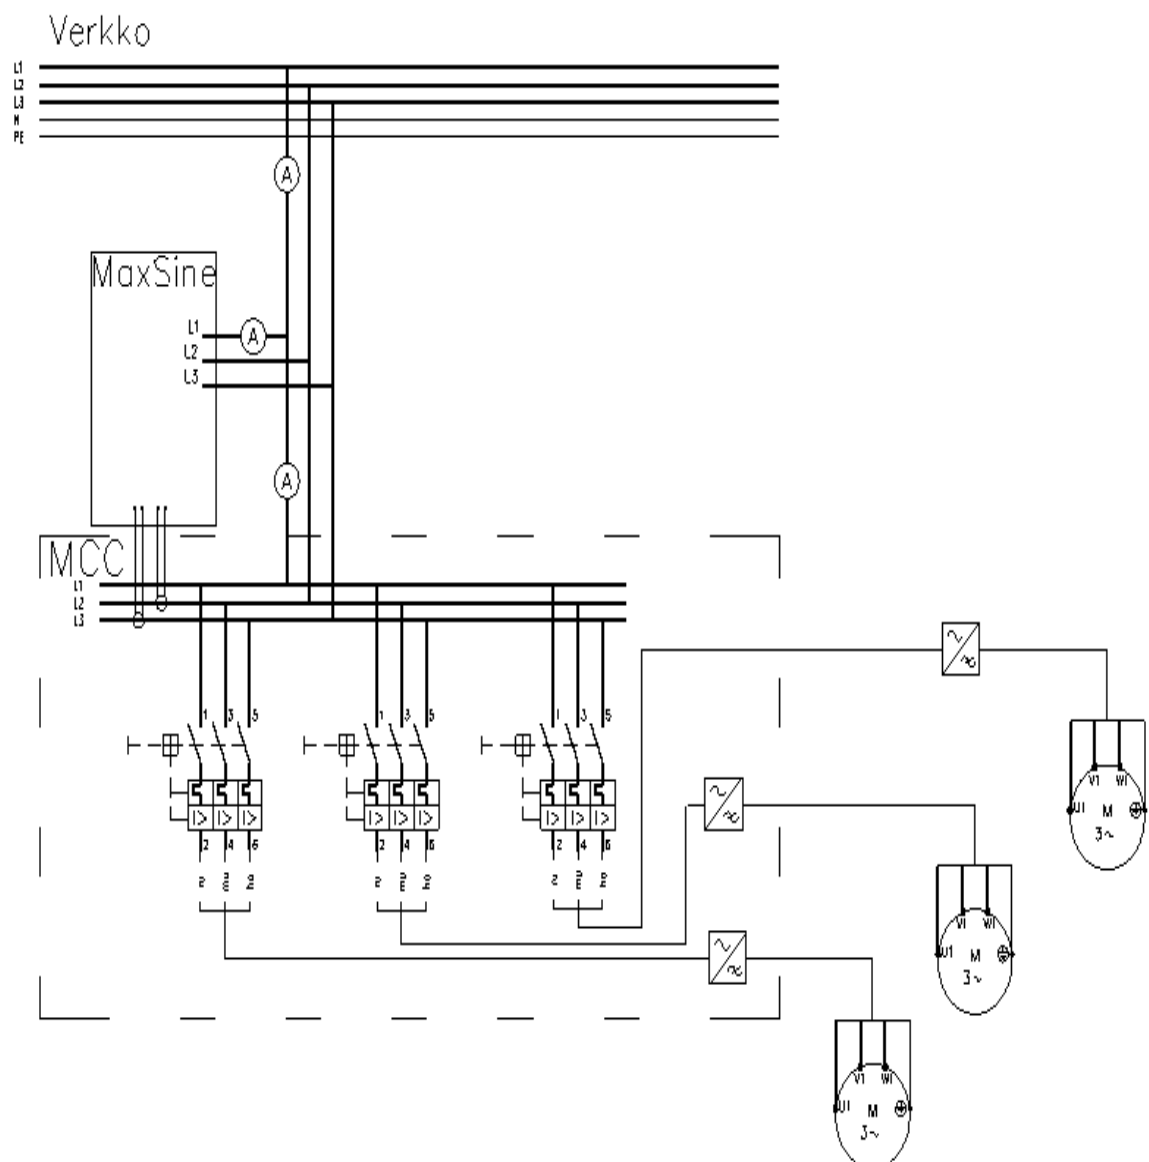 Verkko
L1
L2
L3
N
PE
A
MaxSine
L1
A
L2
L3
A
MCC
L1
L2
L3
1 3 5
1 3 5
1 3 5
I> I> I>
I> I> I>
I> I> I>
2 4 6
2 4 6
2 4 6
V1 W1
U1 M
3~
V1 W1
U1 M
3~
V1 W1
U1 M
3~